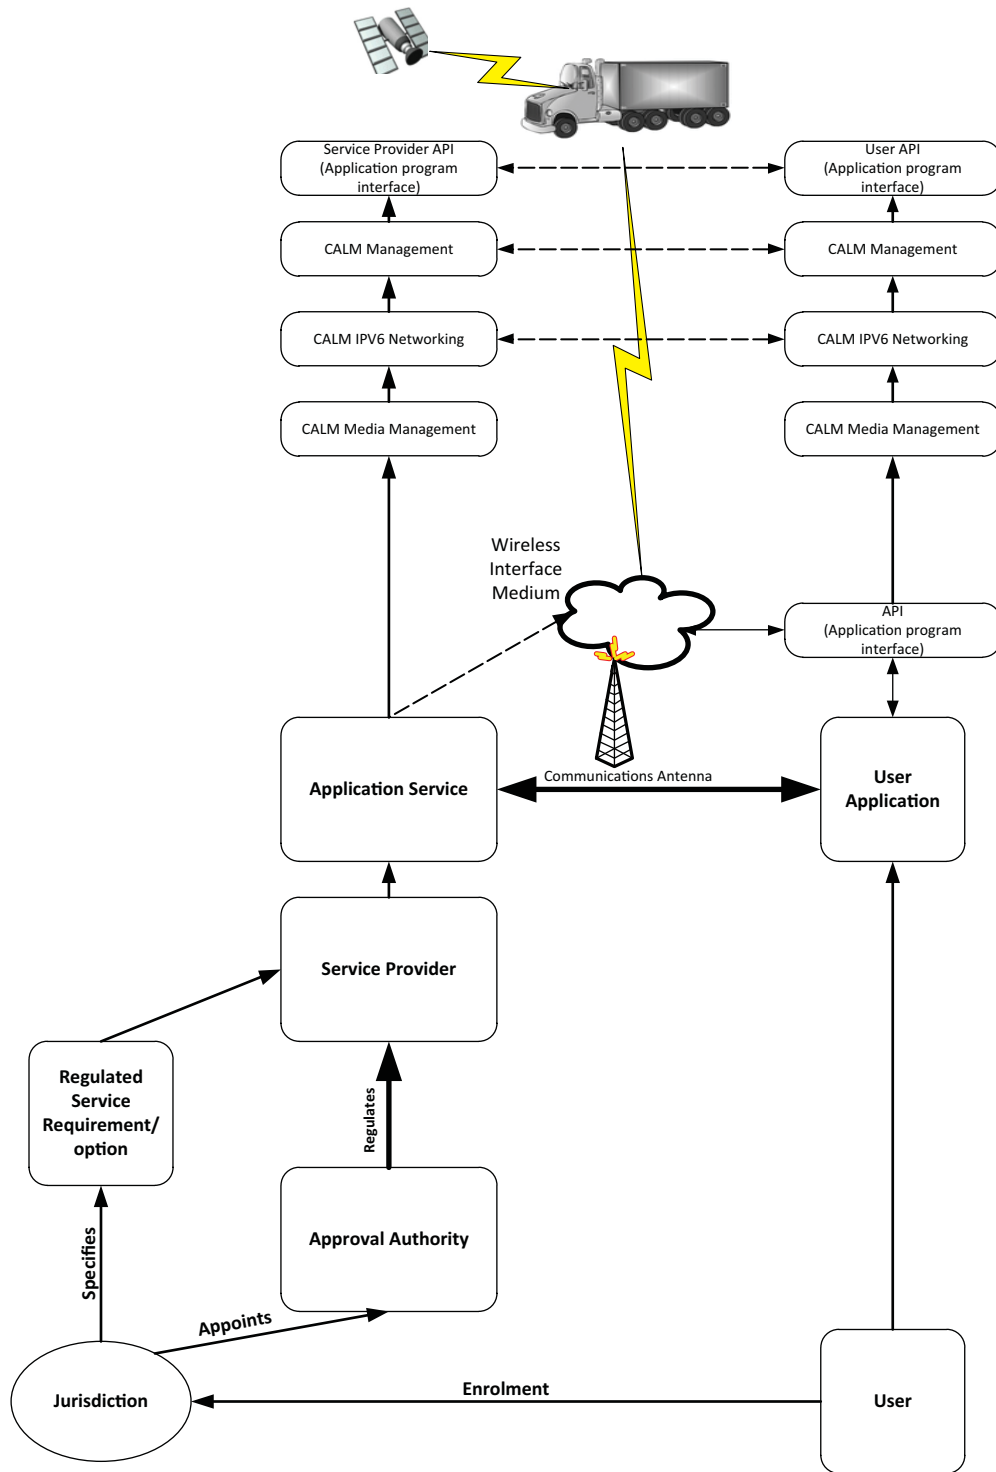 Service Provider API
(Application program
interface)
User API
(Application program
interface)
CALM Management
CALM Management
CALM IPV6 Networking
CALM IPV6 Networking
CALM Media Management
CALM Media Management
Wireless
Interface
Medium
API
(Application program
interface)
Communications Antenna
Application Service
User
Application
Service Provider
Regulated
Service
Requirement/
option
Regulates
Approval Authority
Specifies
Appoints
Jurisdiction
Enrolment
User